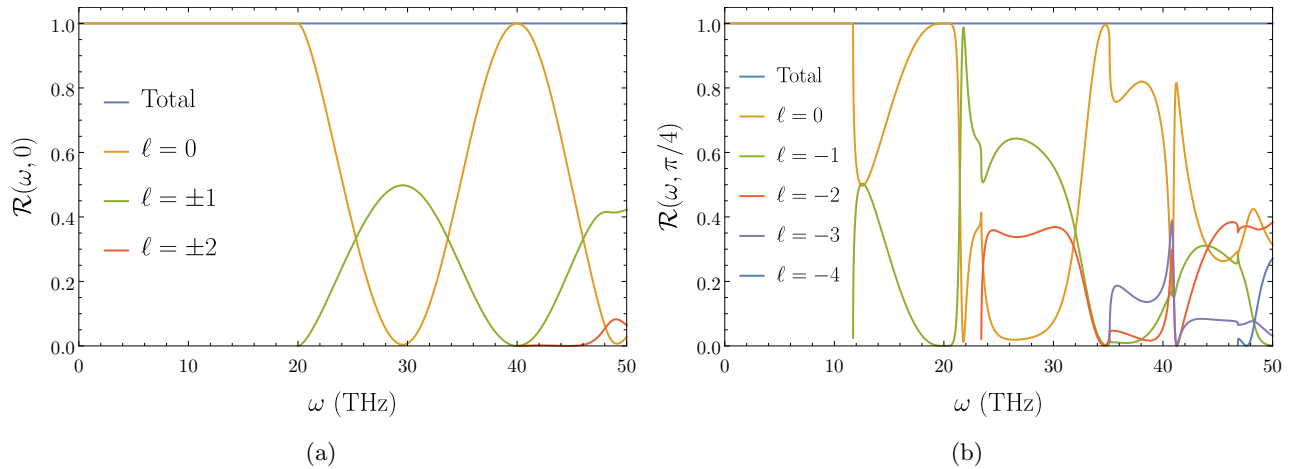 1.0
0.8
0.6
0.4
0.2
0.0
ℛ(ω, 0)
Total
ℓ = 0
ℓ = ±1
ℓ = ±2
0 10 20 30 40 50
ω (THz)
(a)
1.0
0.8
0.6
0.4
0.2
0.0
ℛ(ω, π/4)
Total
ℓ = 0
ℓ = −1
ℓ = −2
ℓ = −3
ℓ = −4
0 10 20 30 40 50
ω (THz)
(b)